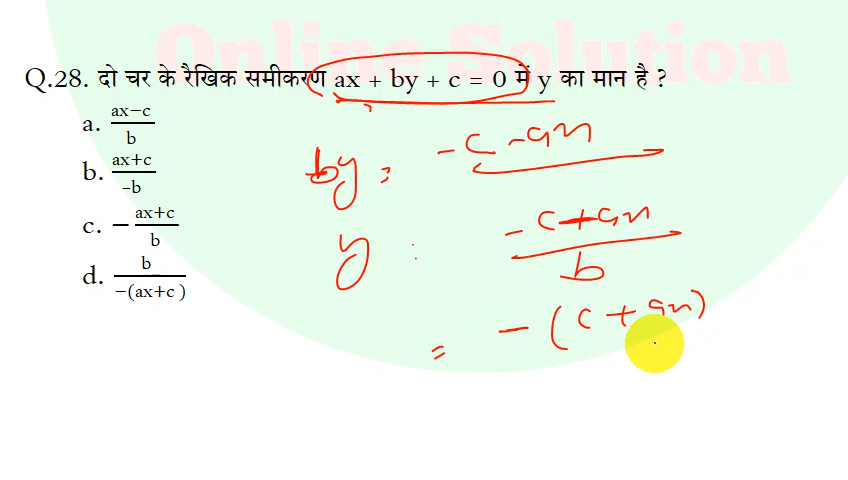 Online Solution
Q.28. दो चर के रैखिक समीकरण ax + by + c = 0 में y का मान है ?
a. ax−c / b
b. ax+c / −b
c. − ax+c / b
d. b / −(ax+c )
by = -c -ax
y = -c+ax / b
= - (c + ax)